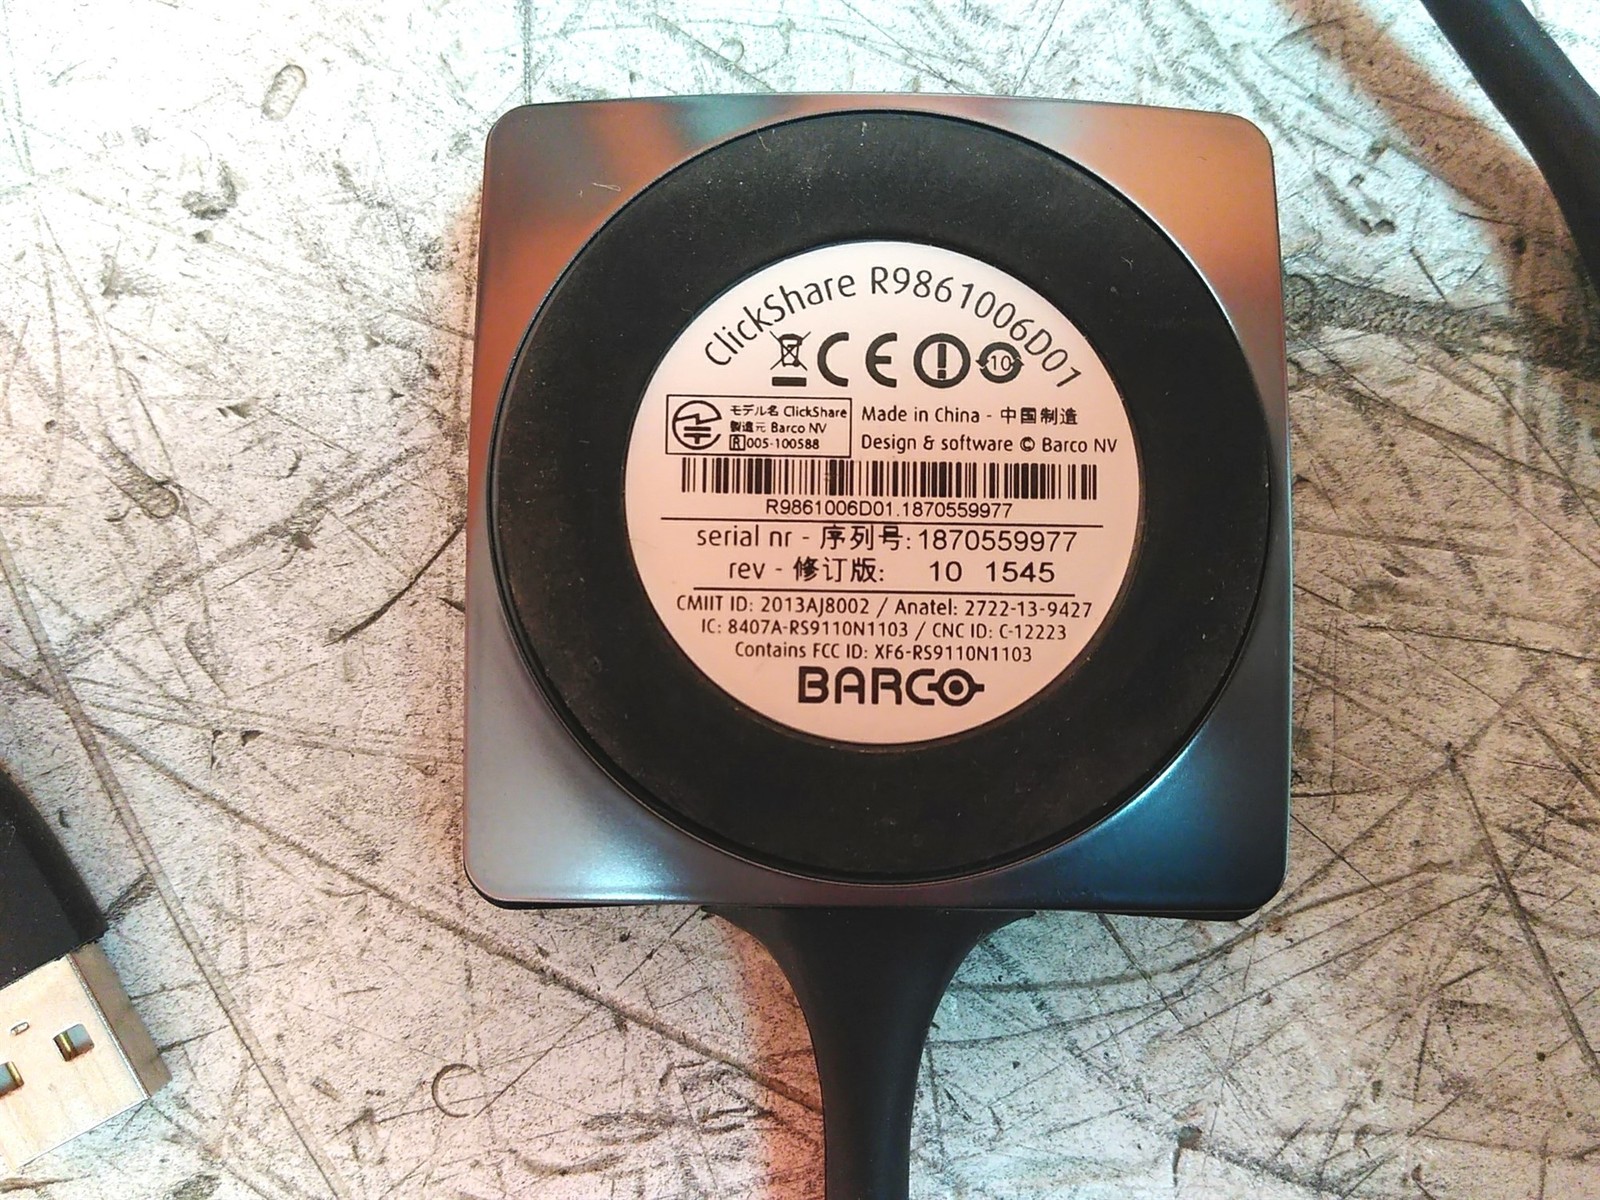 ClickShare R9861006D01
CE 10
モデル名 ClickShare
製造元 Barco NV
R 005-100588
Made in China - 中国制造
Design & software © Barco NV
R9861006D01.1870559977
serial nr - 序列号: 1870559977
rev - 修订版: 10 1545
CMIIT ID: 2013AJ8002 / Anatel: 2722-13-9427
IC: 8407A-RS9110N1103 / CNC ID: C-12223
Contains FCC ID: XF6-RS9110N1103
BARCO